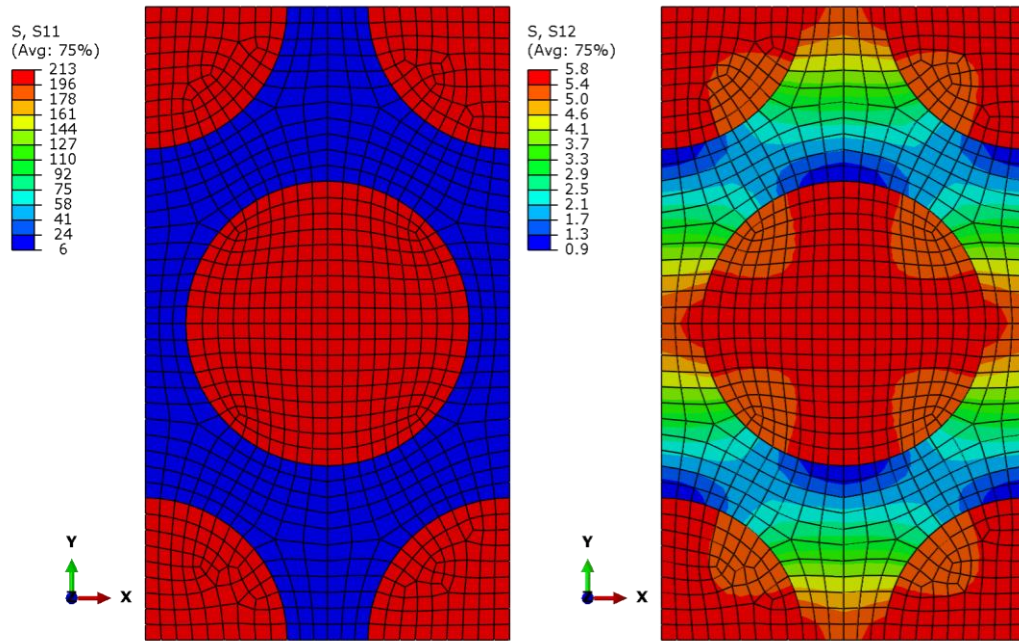 S, S11
(Avg: 75%)
213
196
178
161
144
127
110
92
75
58
41
24
6
Y
X
Z
S, S12
(Avg: 75%)
5.8
5.4
5.0
4.6
4.1
3.7
3.3
2.9
2.5
2.1
1.7
1.3
0.9
Y
X
Z